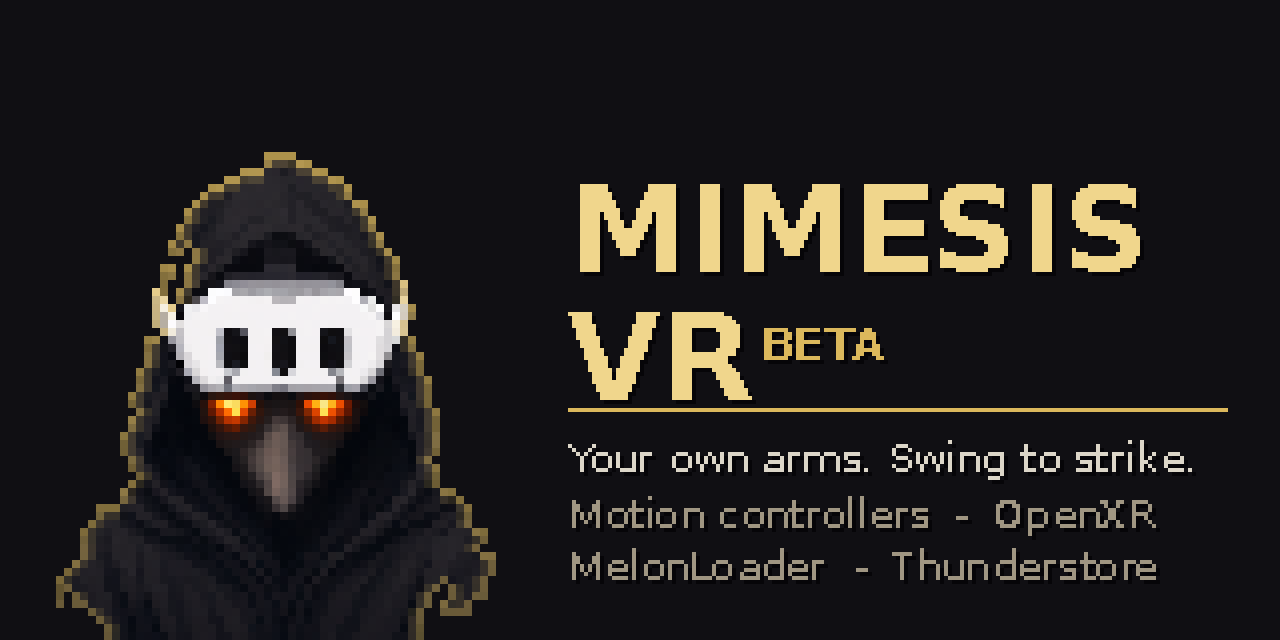 MIMESIS
VR BETA
Your own arms. Swing to strike.
Motion controllers - OpenXR
MelonLoader - Thunderstore